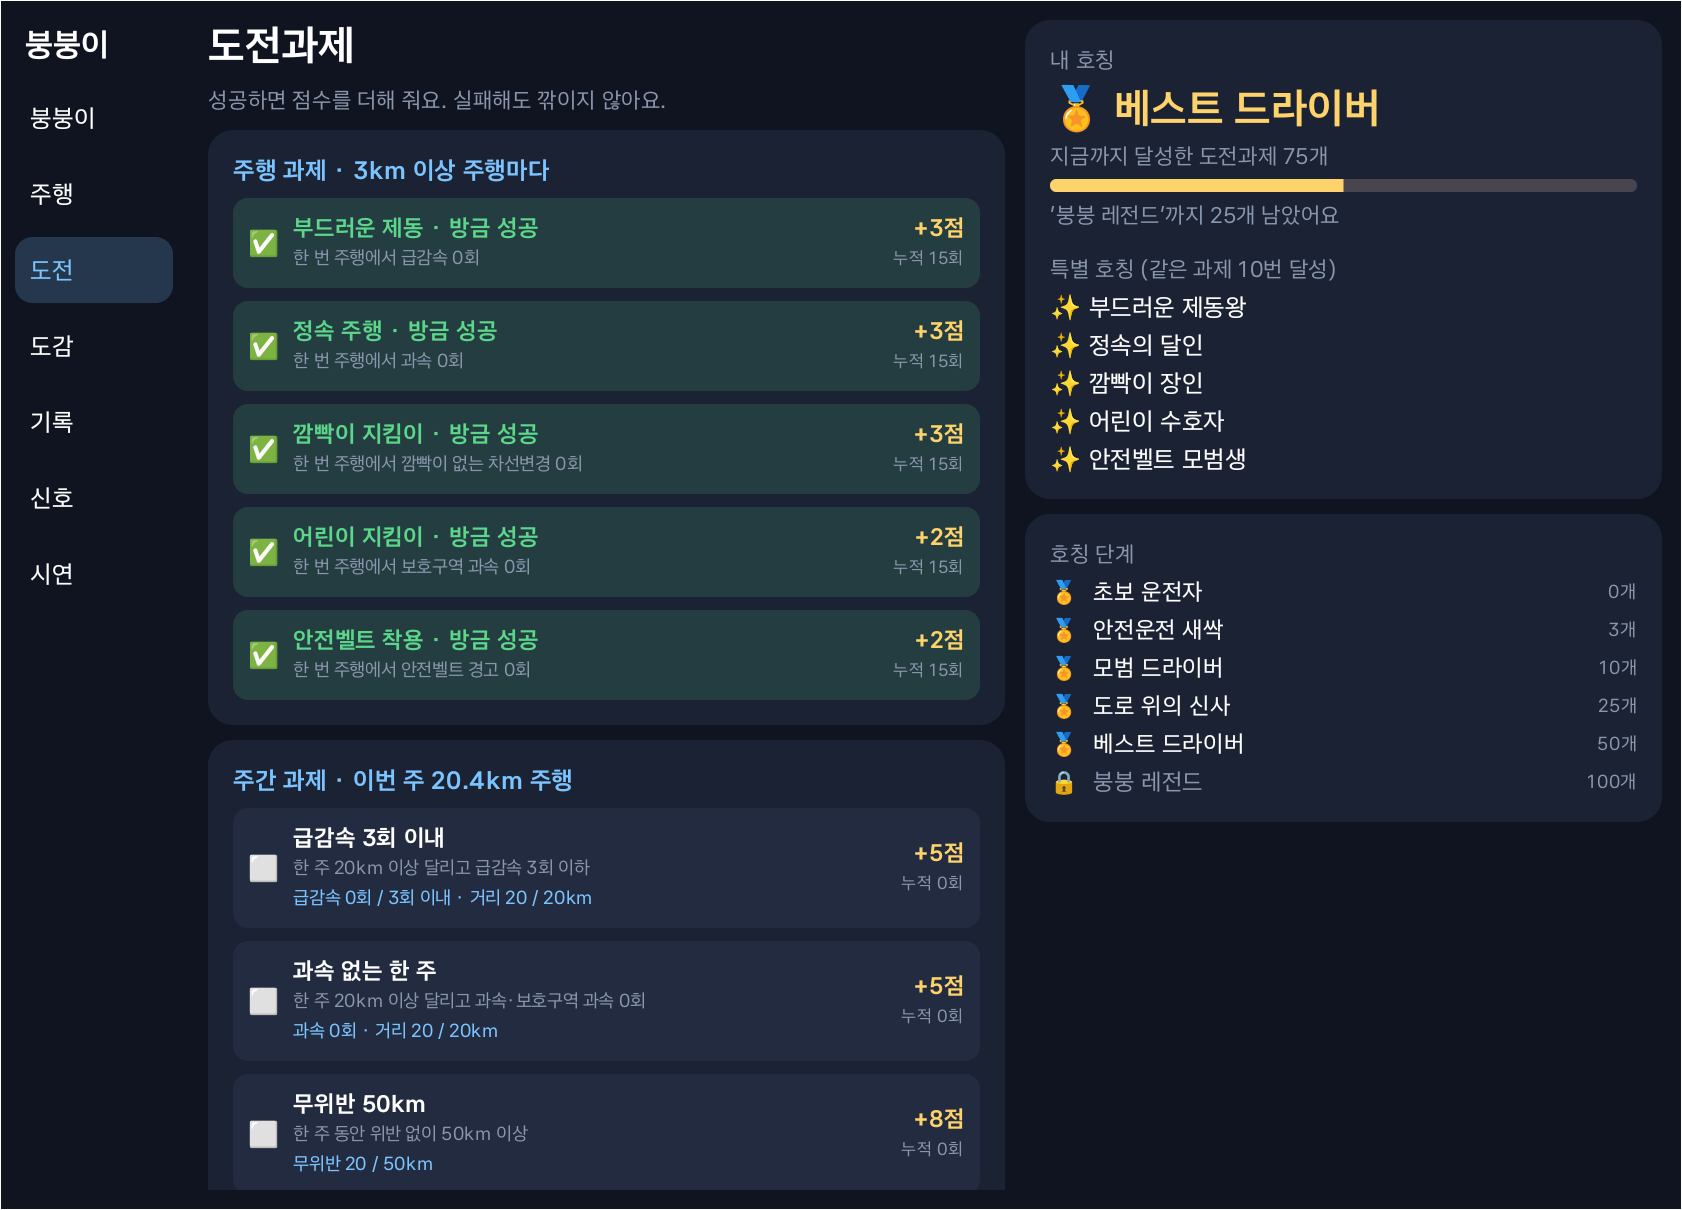 붕붕이
붕붕이
주행
도전
도감
기록
신호
시연
도전과제
성공하면 점수를 더해 줘요. 실패해도 깎이지 않아요.
주행 과제 · 3km 이상 주행마다
부드러운 제동 · 방금 성공
+3점
한 번 주행에서 급감속 0회
누적 15회
정속 주행 · 방금 성공
+3점
한 번 주행에서 과속 0회
누적 15회
깜빡이 지킴이 · 방금 성공
+3점
한 번 주행에서 깜빡이 없는 차선변경 0회
누적 15회
어린이 지킴이 · 방금 성공
+2점
한 번 주행에서 보호구역 과속 0회
누적 15회
안전벨트 착용 · 방금 성공
+2점
한 번 주행에서 안전벨트 경고 0회
누적 15회
주간 과제 · 이번 주 20.4km 주행
급감속 3회 이내
+5점
한 주 20km 이상 달리고 급감속 3회 이하
누적 0회
급감속 0회 / 3회 이내 · 거리 20 / 20km
과속 없는 한 주
+5점
한 주 20km 이상 달리고 과속·보호구역 과속 0회
누적 0회
과속 0회 · 거리 20 / 20km
무위반 50km
+8점
한 주 동안 위반 없이 50km 이상
누적 0회
무위반 20 / 50km
내 호칭
베스트 드라이버
지금까지 달성한 도전과제 75개
'붕붕 레전드'까지 25개 남았어요
특별 호칭 (같은 과제 10번 달성)
부드러운 제동왕
정속의 달인
깜빡이 장인
어린이 수호자
안전벨트 모범생
호칭 단계
초보 운전자 0개
안전운전 새싹 3개
모범 드라이버 10개
도로 위의 신사 25개
베스트 드라이버 50개
붕붕 레전드 100개